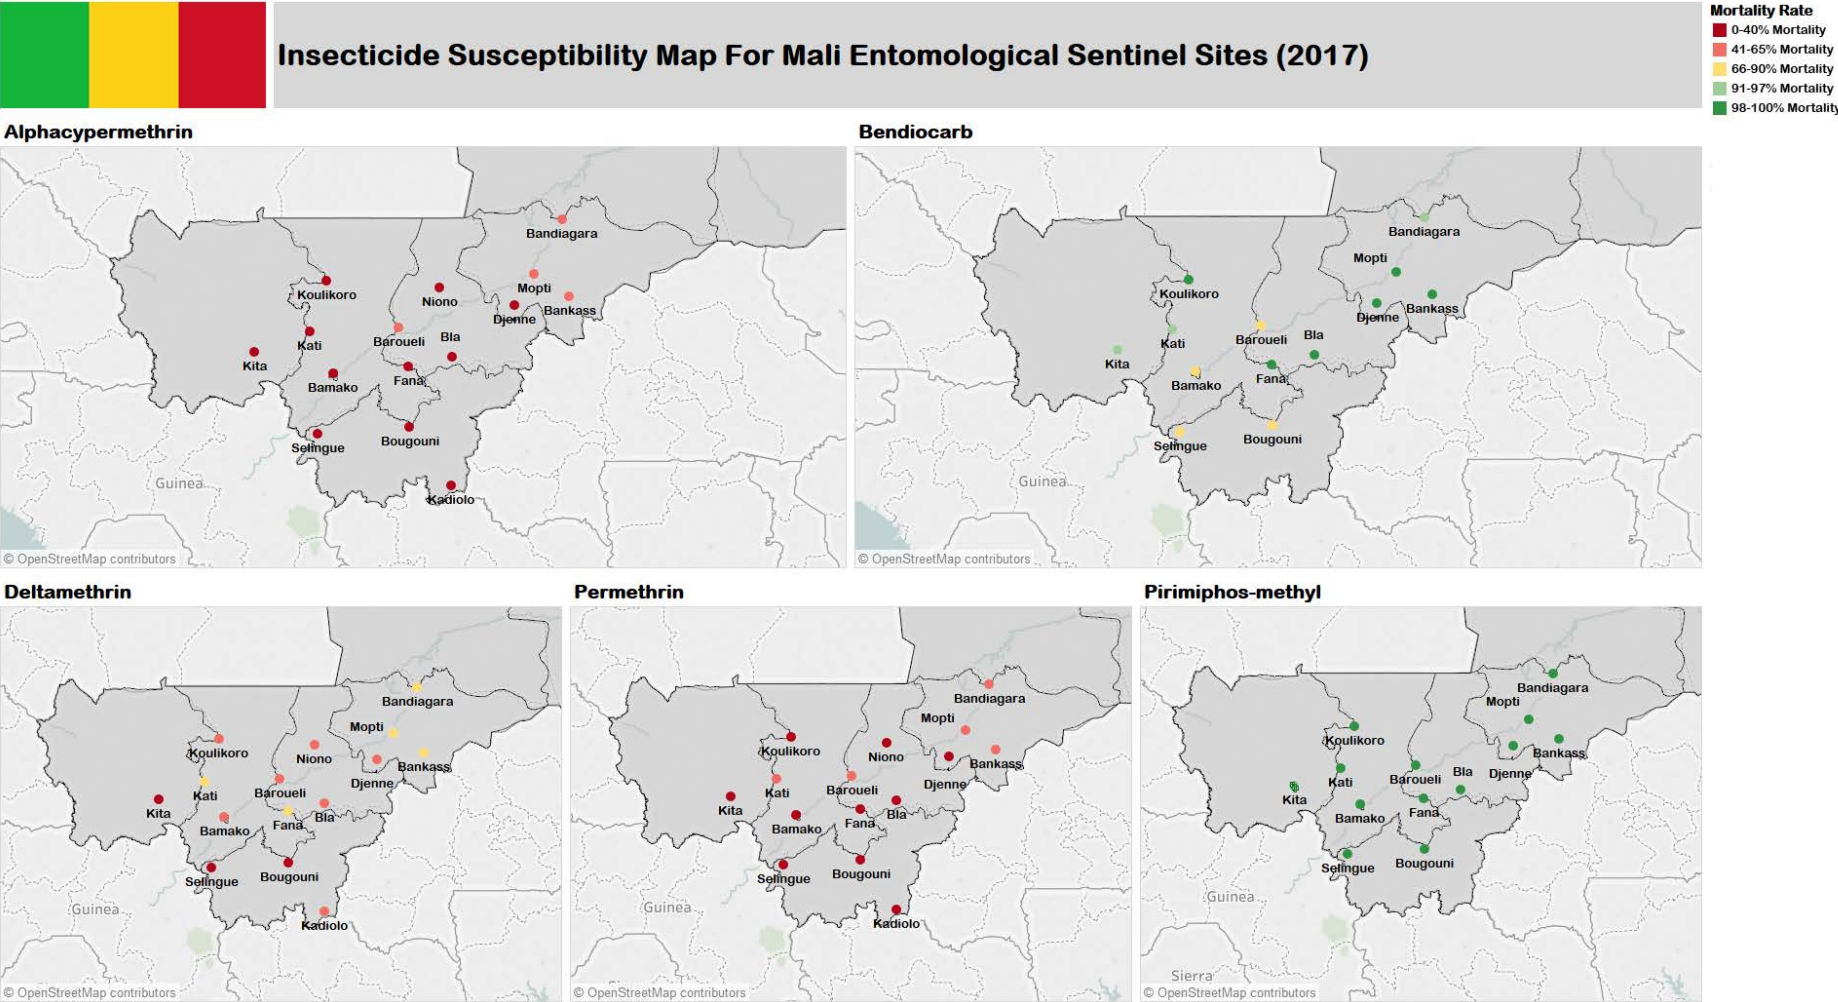 Insecticide Susceptibility Map For Mali Entomological Sentinel Sites (2017)
Mortality Rate
0-40% Mortality
41-65% Mortality
66-90% Mortality
91-97% Mortality
98-100% Mortality
Alphacypermethrin
Bandiagara
Mopti
Koulikoro
Niono
Bankass
Djenne
Kati
Baroueli
Bla
Kita
Fana
Bamako
Bougouni
Selingue
Guinea
Kadiolo
© OpenStreetMap contributors
Bendiocarb
Bandiagara
Mopti
Koulikoro
Bankass
Djenne
Bla
Baroueli
Kati
Kita
Fana
Bamako
Bougouni
Selingue
Guinea
© OpenStreetMap contributors
Deltamethrin
Bandiagara
Mopti
Koulikoro
Niono
Bankass
Djenne
Baroueli
Kati
Kita
Bla
Fana
Bamako
Bougouni
Selingue
Guinea
Kadiolo
© OpenStreetMap contributors
Permethrin
Bandiagara
Mopti
Koulikoro
Niono
Bankass
Djenne
Baroueli
Kati
Kita
Bla
Fana
Bamako
Bougouni
Selingue
Guinea
Kadiolo
© OpenStreetMap contributors
Pirimiphos-methyl
Bandiagara
Mopti
Koulikoro
Bankass
Bla
Djenne
Baroueli
Kati
Kita
Fana
Bamako
Bougouni
Selingue
Guinea
Sierra
© OpenStreetMap contributors